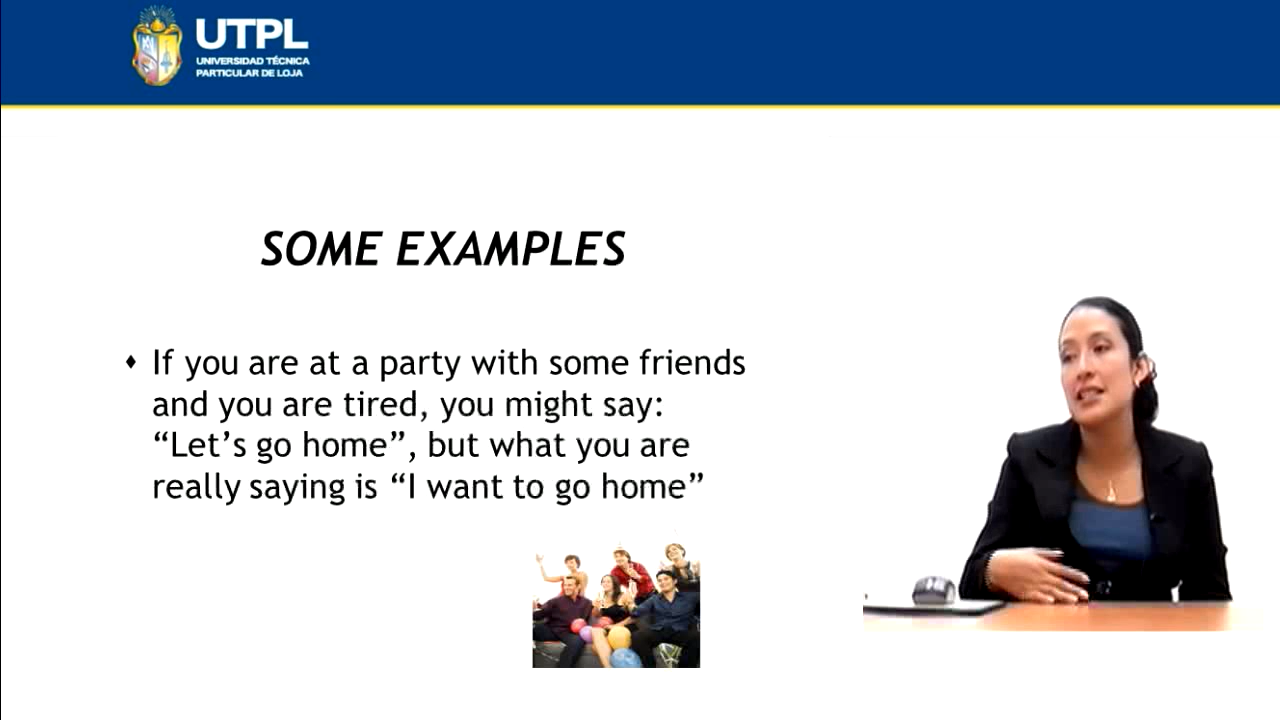 UTPL
UNIVERSIDAD TÉCNICA
PARTICULAR DE LOJA
SOME EXAMPLES
♦ If you are at a party with some friends
and you are tired, you might say:
“Let’s go home”, but what you are
really saying is “I want to go home”